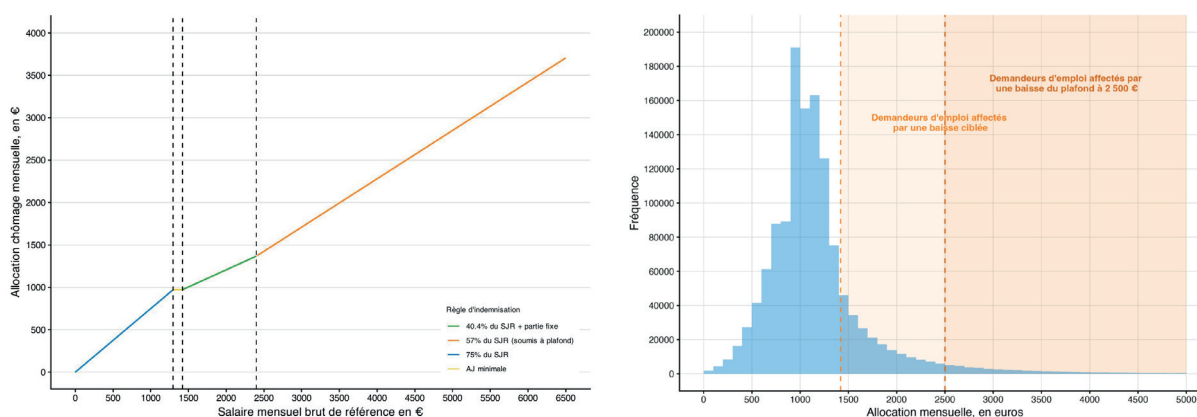 Allocation chômage mensuelle, en €
4000
3500
3000
2500
2000
1500
1000
500
0
0 500 1000 1500 2000 2500 3000 3500 4000 4500 5000 5500 6000 6500
Salaire mensuel brut de référence en €
Règle d'indemnisation
40.4% du SJR + partie fixe
57% du SJR (soumis à plafond)
75% du SJR
AJ minimale
Fréquence
200000
180000
160000
140000
120000
100000
80000
60000
40000
20000
0
Demandeurs d'emploi affectés par
une baisse du plafond à 2 500 €
Demandeurs d'emploi affectés
par une baisse ciblée
0 500 1000 1500 2000 2500 3000 3500 4000 4500 5000
Allocation mensuelle, en euros